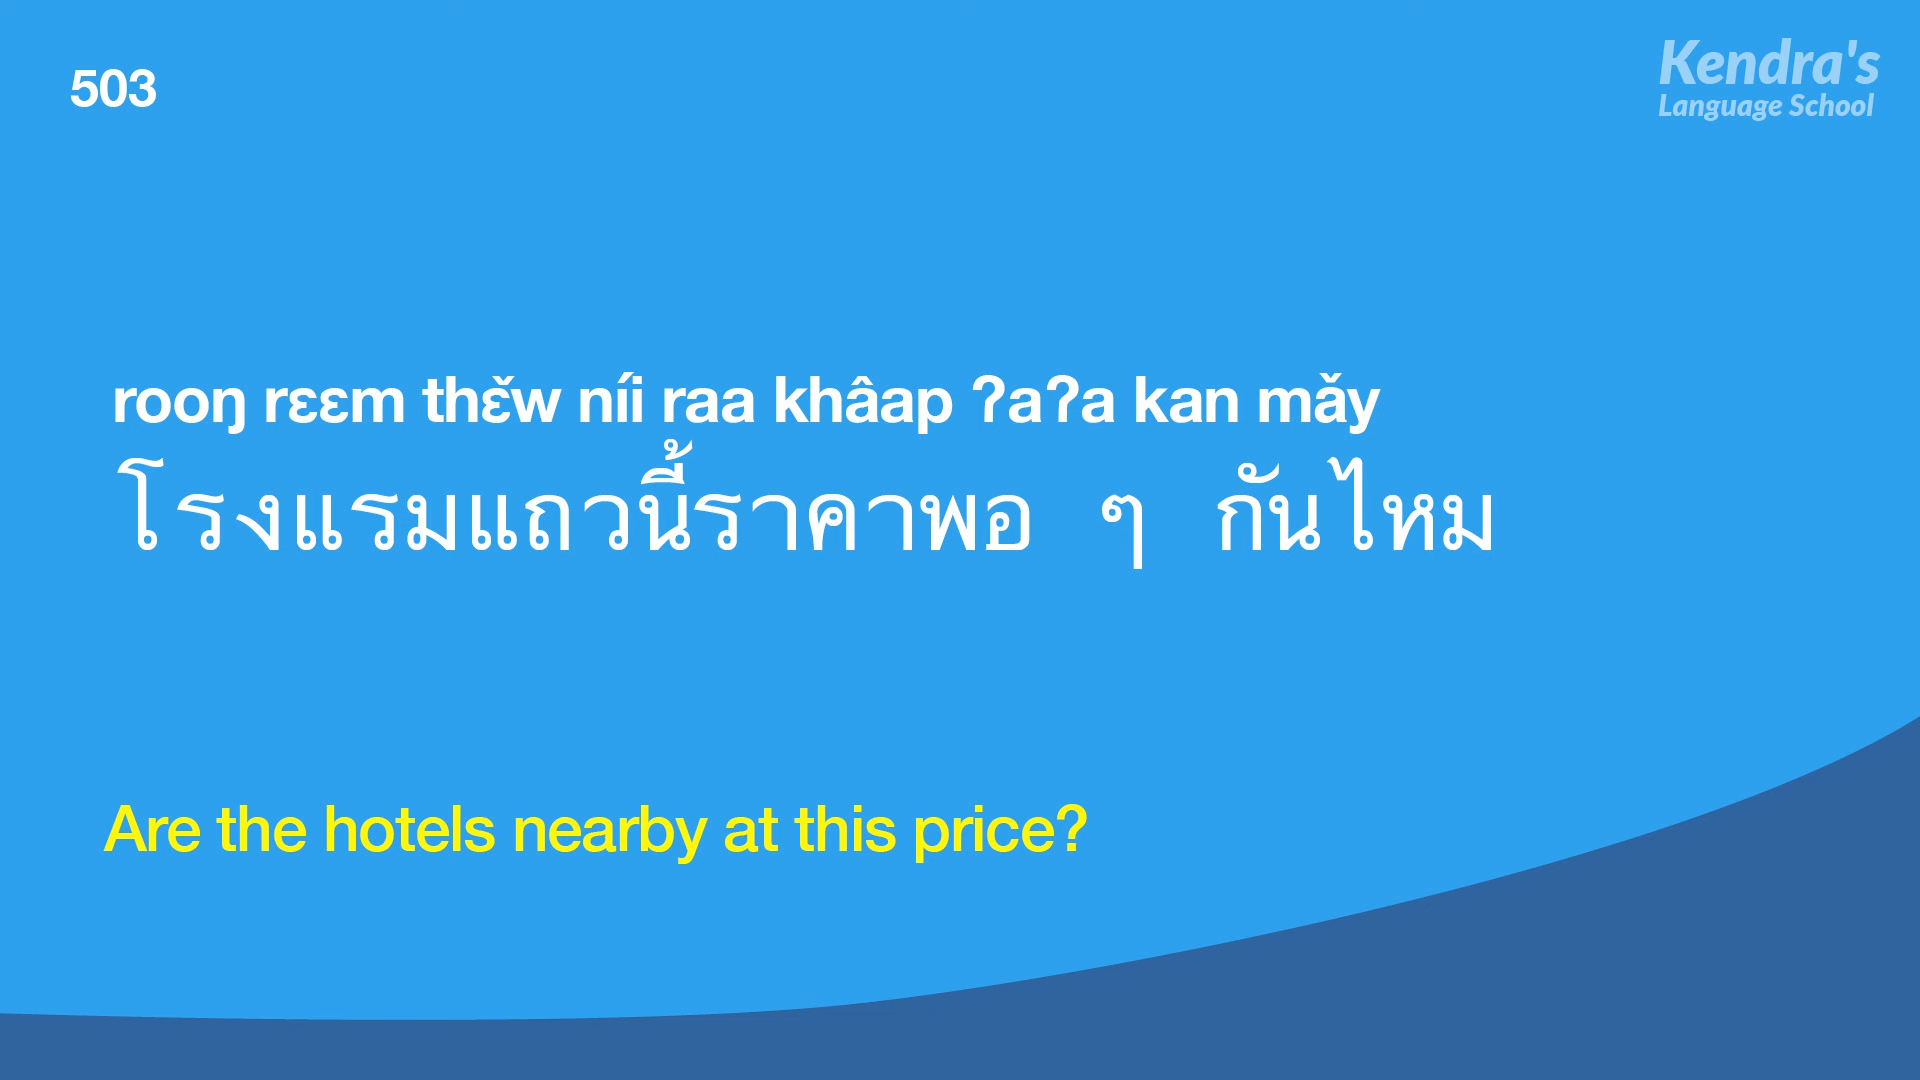 503
Kendra's
Language School
rooŋ rɛɛm thɛ̌w níi raa khâap ʔaʔa kan mǎy
โรงแรมแถวนี้ราคาพอ ๆ กันไหม
Are the hotels nearby at this price?